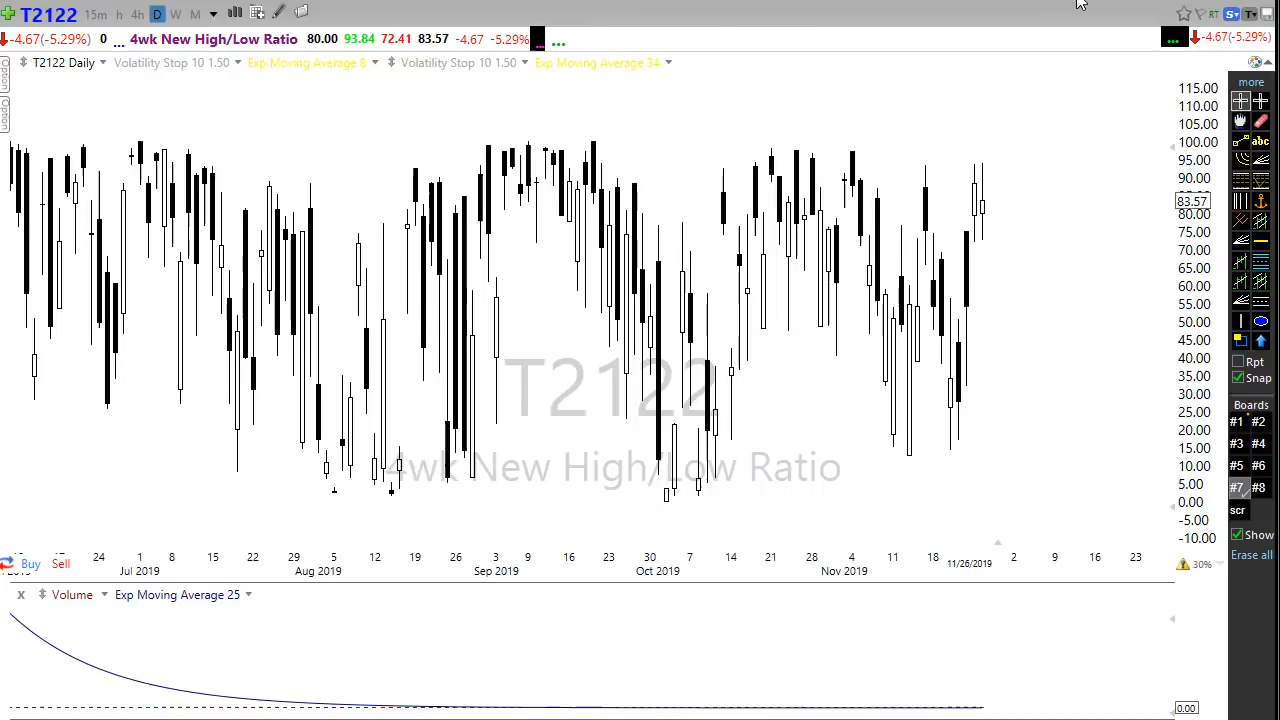 T2122 15m h 4h D W M RT S T
-4.67(-5.29%) 0 ... 4wk New High/Low Ratio 80.00 93.84 72.41 83.57 -4.67 -5.29% ... ... ... -4.67(-5.29%)
T2122 Daily Volatility Stop 10 1.50 Exp Moving Average 8 Volatility Stop 10 1.50 Exp Moving Average 34
Option
Option
more
abc
115.00
110.00
105.00
100.00
95.00
90.00
83.57
80.00
75.00
70.00
65.00
60.00
55.00
50.00
45.00
40.00
35.00
30.00
25.00
20.00
15.00
10.00
5.00
0.00
-5.00
-10.00
T2122
4wk New High/Low Ratio
Rpt
Snap
Boards
#1 #2
#3 #4
#5 #6
#7 #8
scr
Show
Erase all
24 1 8 15 22 29 5 12 19 26 3 9 16 23 30 7 14 21 28 4 11 18 11/26/2019 2 9 16 23
Buy Sell Jul 2019 Aug 2019 Sep 2019 Oct 2019 Nov 2019 30%
x Volume Exp Moving Average 25
0.00